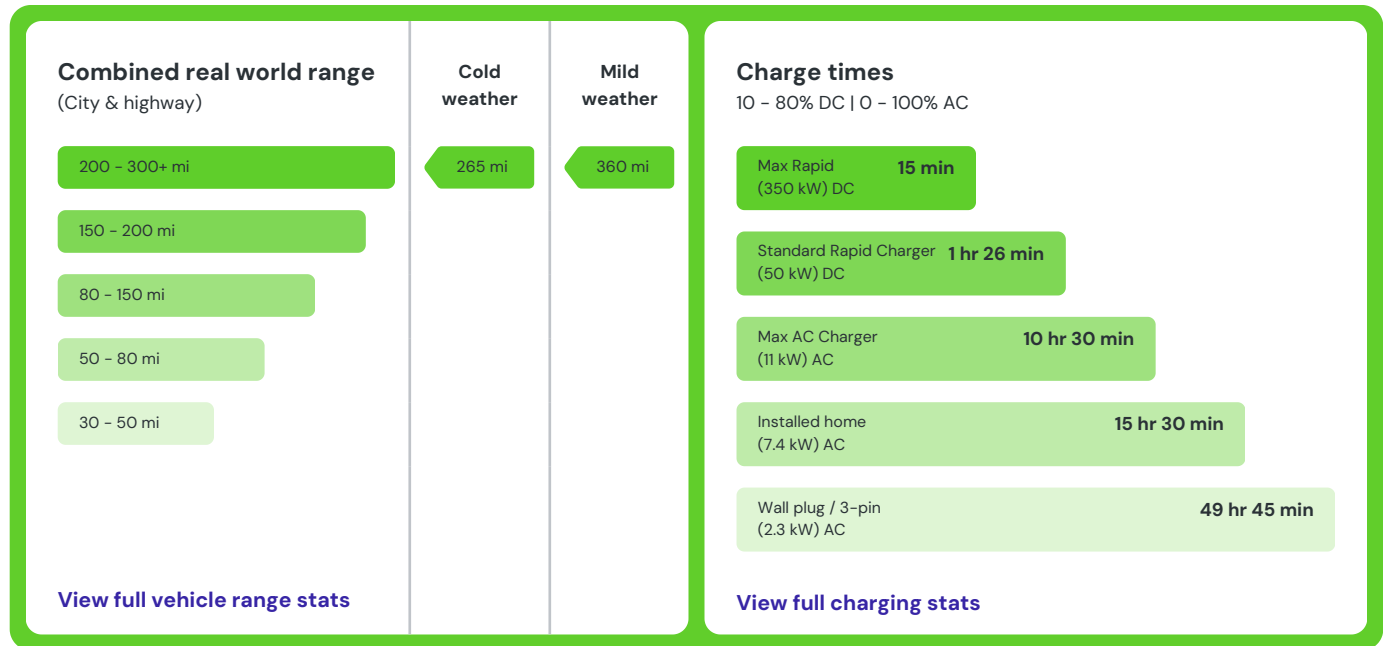 Combined real world range
(City & highway)
Cold
weather
Mild
weather
200 - 300+ mi
265 mi
360 mi
150 - 200 mi
80 - 150 mi
50 - 80 mi
30 - 50 mi
View full vehicle range stats
Charge times
10 - 80% DC | 0 - 100% AC
Max Rapid
(350 kW) DC
15 min
Standard Rapid Charger
(50 kW) DC
1 hr 26 min
Max AC Charger
(11 kW) AC
10 hr 30 min
Installed home
(7.4 kW) AC
15 hr 30 min
Wall plug / 3-pin
(2.3 kW) AC
49 hr 45 min
View full charging stats